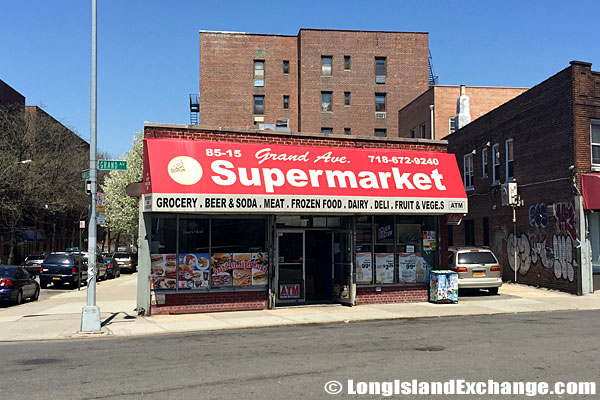 GRAND AV
85-15 Grand Ave. 718-672-9240
Supermarket
GROCERY . BEER & SODA . MEAT . FROZEN FOOD . DAIRY . DELI . FRUIT & VEGE.S ATM
ATM
© LongIslandExchange.com